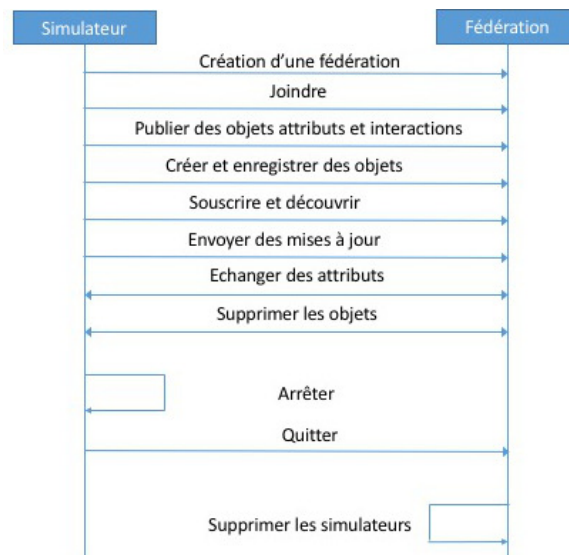 Simulateur
Fédération
Création d'une fédération
Joindre
Publier des objets attributs et interactions
Créer et enregistrer des objets
Souscrire et découvrir
Envoyer des mises à jour
Echanger des attributs
Supprimer les objets
Arrêter
Quitter
Supprimer les simulateurs